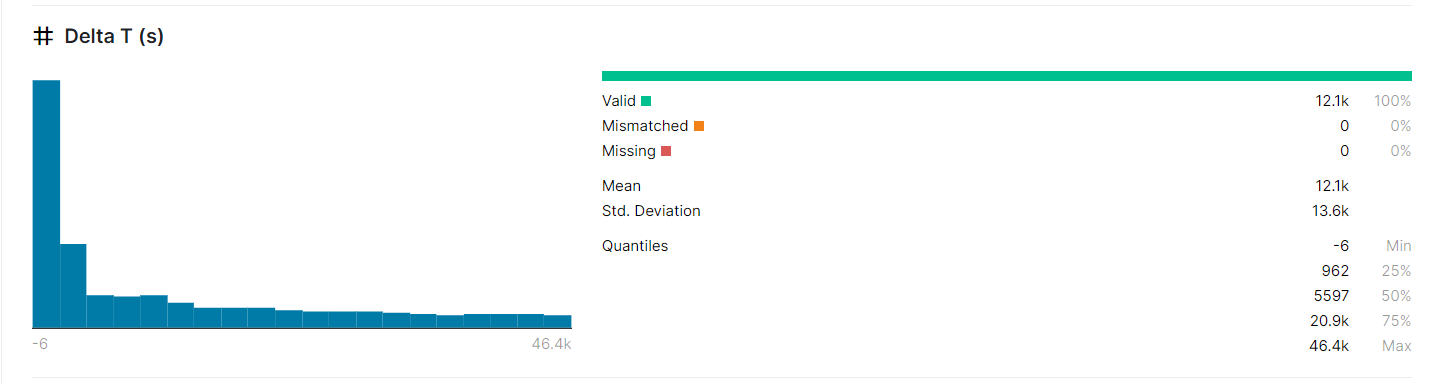 # Delta T (s)
Valid 12.1k 100%
Mismatched 0 0%
Missing 0 0%
Mean 12.1k
Std. Deviation 13.6k
Quantiles -6 Min
962 25%
5597 50%
20.9k 75%
46.4k Max
-6 46.4k